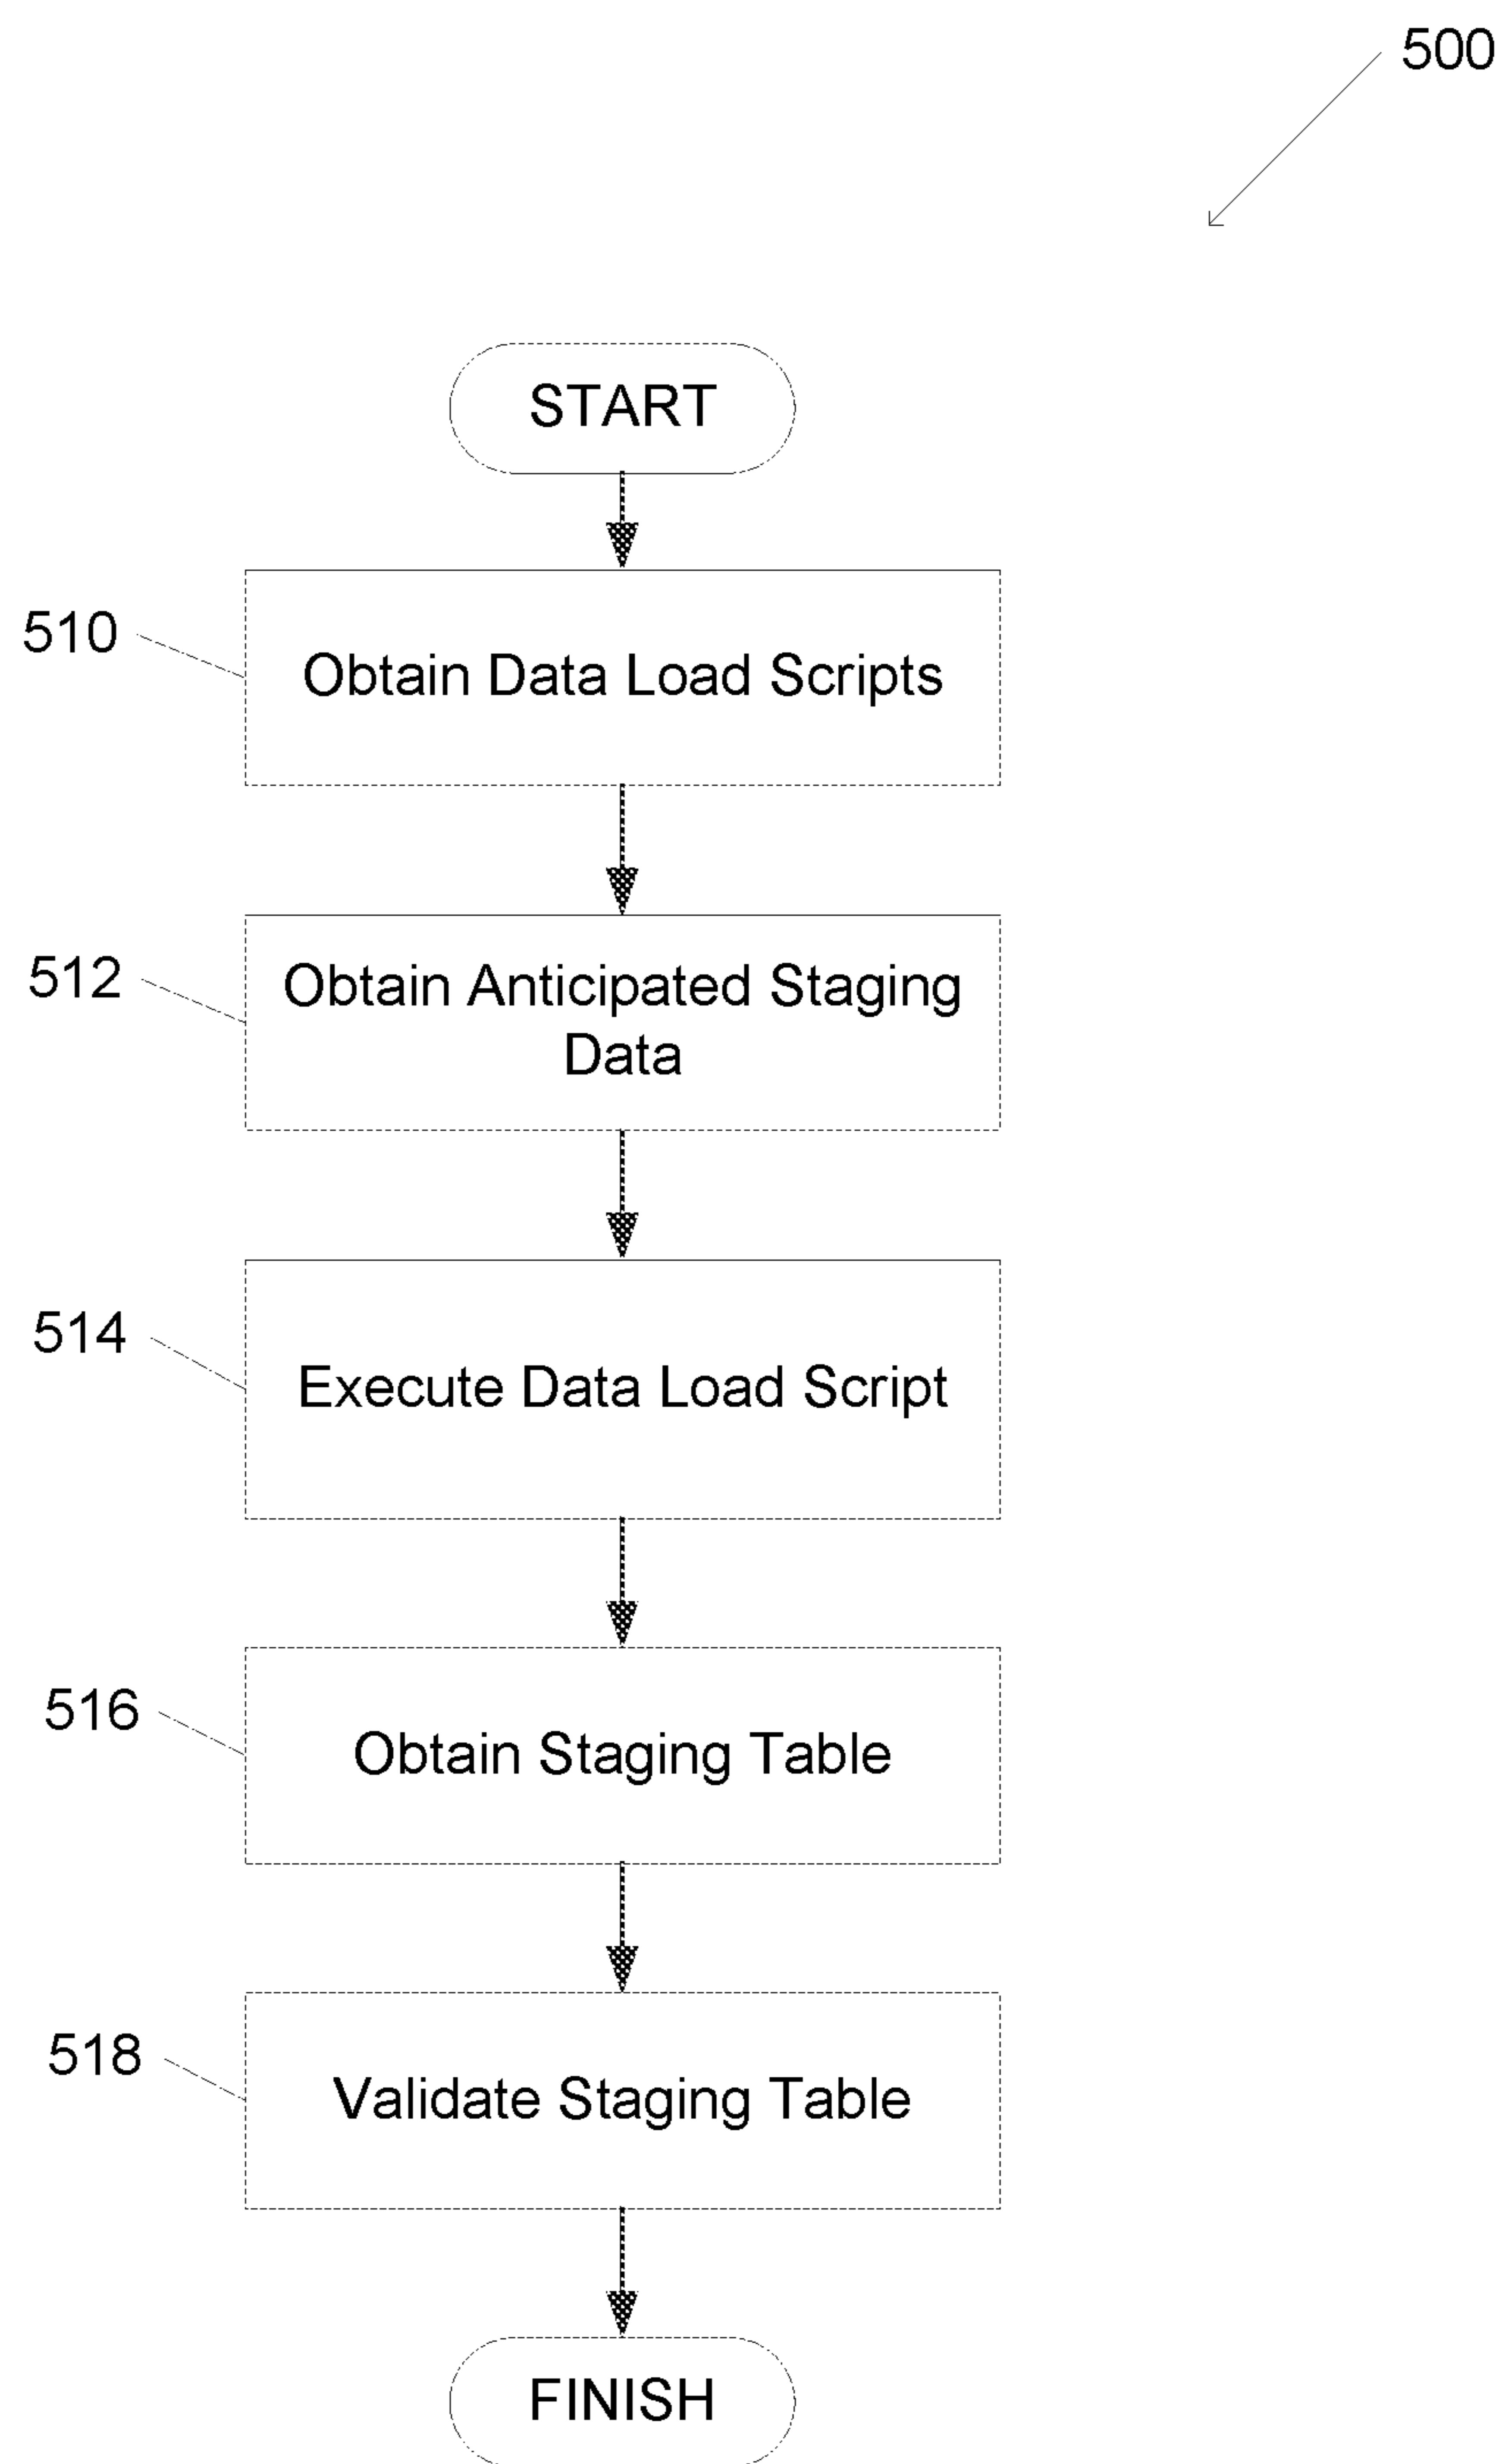 500
START
510
Obtain Data Load Scripts
512
Obtain Anticipated Staging
Data
514
Execute Data Load Script
516
Obtain Staging Table
518
Validate Staging Table
FINISH